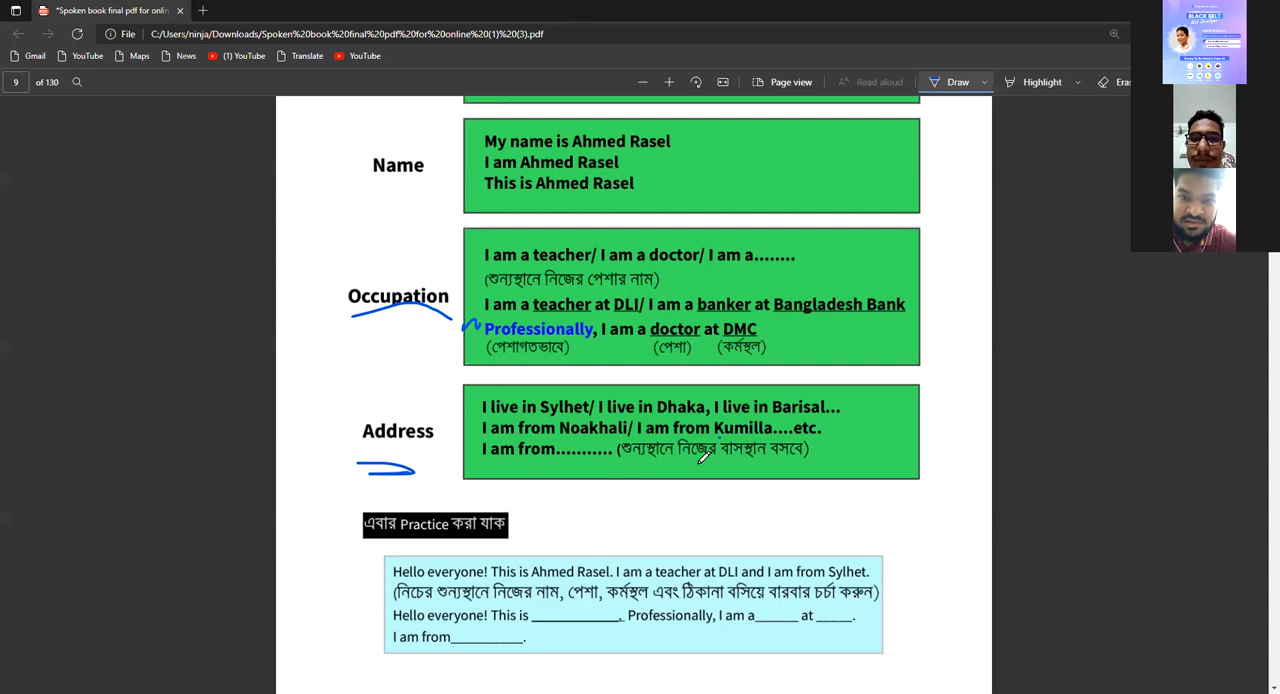 "Spoken book final pdf for onlin
File
C:/Users/ninja/Downloads/Spoken%20book%20final%20pdf%20for%20online%20(1)%20(3).pdf
Gmail
YouTube
Maps
News
(1) YouTube
Translate
YouTube
9 of 130
Page view
Read aloud
Draw
Highlight
Eras
BLACK BELT
Name
My name is Ahmed Rasel
I am Ahmed Rasel
This is Ahmed Rasel
Occupation
I am a teacher/ I am a doctor/ I am a........
(শুন্যস্থানে নিজের পেশার নাম)
I am a teacher at DLI/ I am a banker at Bangladesh Bank
Professionally, I am a doctor at DMC
(পেশাগতভাবে) (পেশা) (কর্মস্থল)
Address
I live in Sylhet/ I live in Dhaka, I live in Barisal...
I am from Noakhali/ I am from Kumilla....etc.
I am from........... (শুন্যস্থানে নিজের বাসস্থান বসবে)
এবার Practice করা যাক
Hello everyone! This is Ahmed Rasel. I am a teacher at DLI and I am from Sylhet.
(নিচের শুন্যস্থানে নিজের নাম, পেশা, কর্মস্থল এবং ঠিকানা বসিয়ে বারবার চর্চা করুন)
Hello everyone! This is ____________. Professionally, I am a______ at _____.
I am from__________.